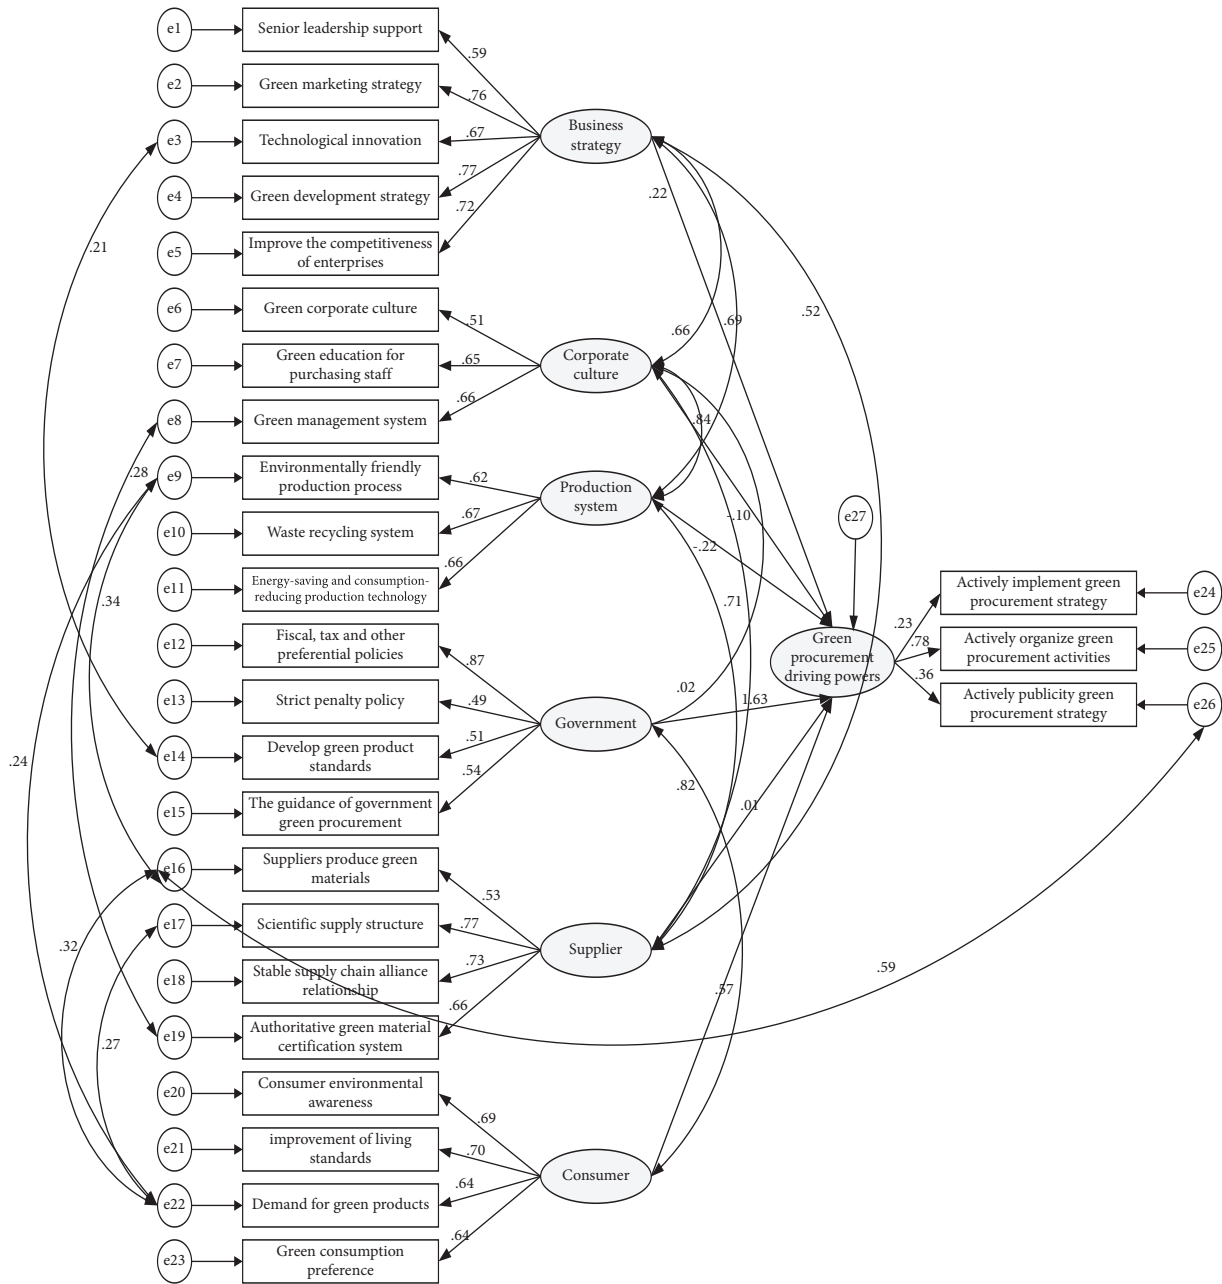 e1
Senior leadership support
.59
e2
Green marketing strategy
.76
e3
Technological innovation
.67
Business
strategy
e4
Green development strategy
.77
.22
.72
e5
Improve the competitiveness
of enterprises
.21
e6
Green corporate culture
.51
.66
.69
.52
e7
Green education for
purchasing staff
.65
Corporate
culture
e8
Green management system
.66
.84
e9
Environmentally friendly
production process
.28
.62
Production
system
e10
Waste recycling system
.67
-.10
e27
-.22
e11
Energy-saving and consumption-
reducing production technology
.66
.34
.71
Actively implement green
procurement strategy
e24
e12
Fiscal, tax and other
preferential policies
.87
Green
procurement
driving powers
.23
.78
.36
Actively organize green
procurement activities
e25
e13
Strict penalty policy
.49
.02
1.63
Actively publicity green
procurement strategy
e26
e14
Develop green product
standards
.51
Government
.24
.54
.82
.01
e15
The guidance of government
green procurement
e16
Suppliers produce green
materials
.53
e17
Scientific supply structure
.77
Supplier
.32
e18
Stable supply chain alliance
relationship
.73
.59
.66
.57
e19
Authoritative green material
certification system
.27
e20
Consumer environmental
awareness
.69
e21
improvement of living
standards
.70
Consumer
e22
Demand for green products
.64
e23
Green consumption
preference
.64